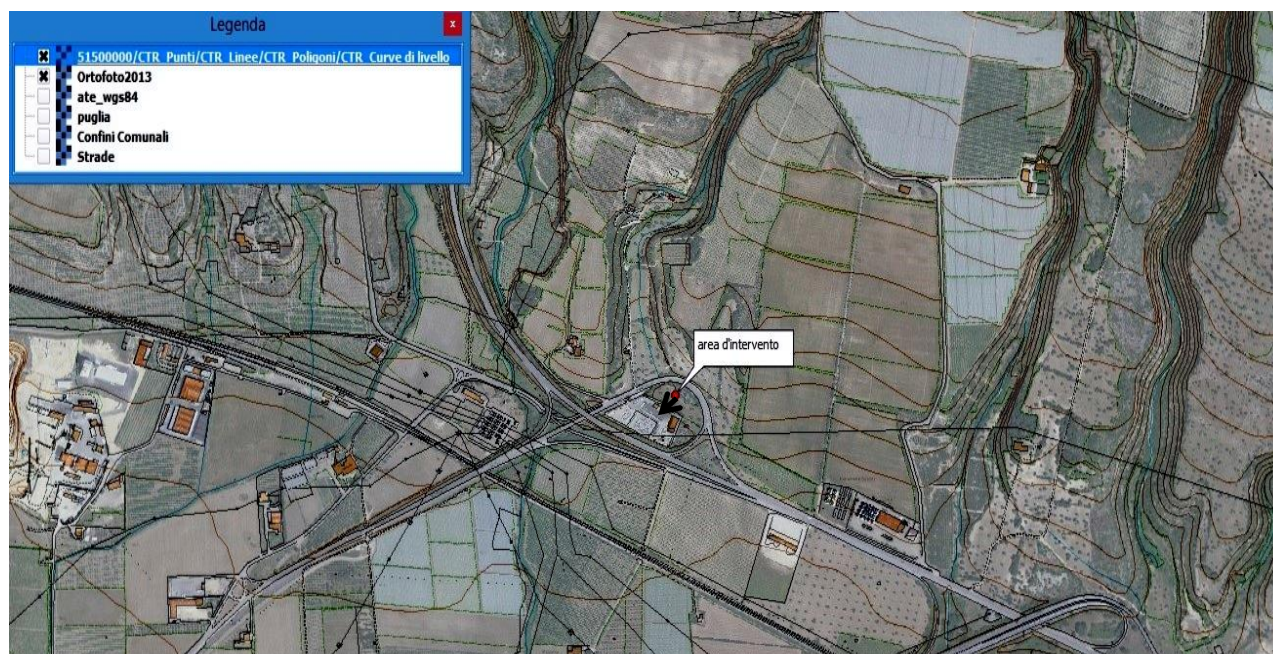 Legenda
x
51500000/CTR_Punti/CTR_Linee/CTR_Poligoni/CTR_Curve di livello
Ortofoto2013
ate_wgs84
puglia
Confini Comunali
Strade
area d'intervento